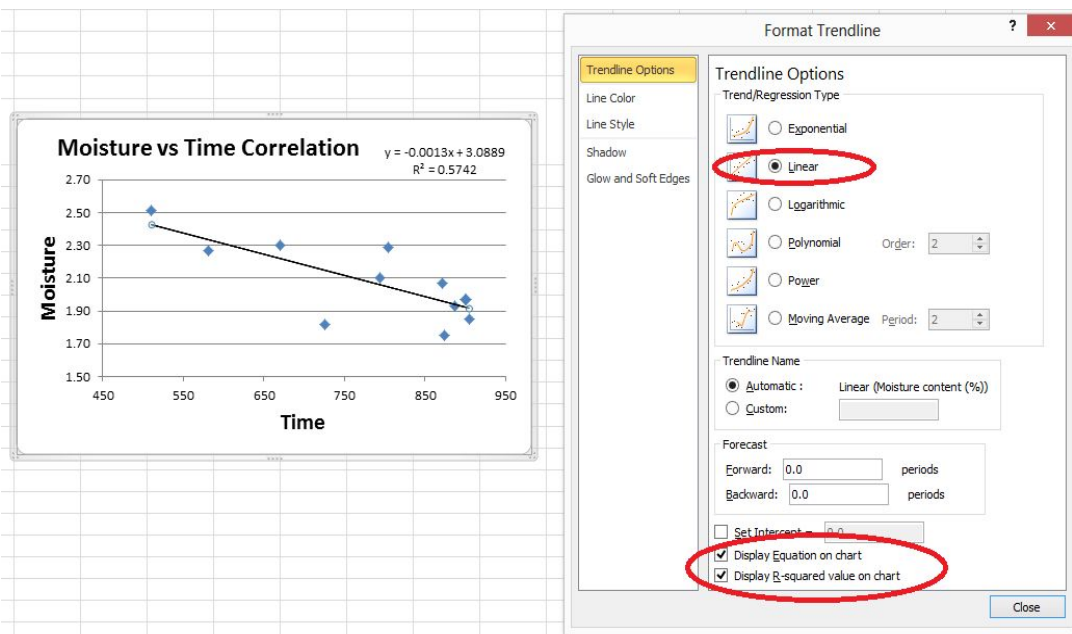 Moisture vs Time Correlation
y = -0.0013x + 3.0889
R² = 0.5742
2.70
2.50
2.30
2.10
1.90
1.70
1.50
Moisture
450 550 650 750 850 950
Time
Format Trendline ? ×
Trendline Options
Line Color
Line Style
Shadow
Glow and Soft Edges
Trendline Options
Trend/Regression Type
Exponential
Linear
Logarithmic
Polynomial Order: 2
Power
Moving Average Period: 2
Trendline Name
Automatic : Linear (Moisture content (%))
Custom:
Forecast
Forward: 0.0 periods
Backward: 0.0 periods
Set Intercept = 0.0
Display Equation on chart
Display R-squared value on chart
Close